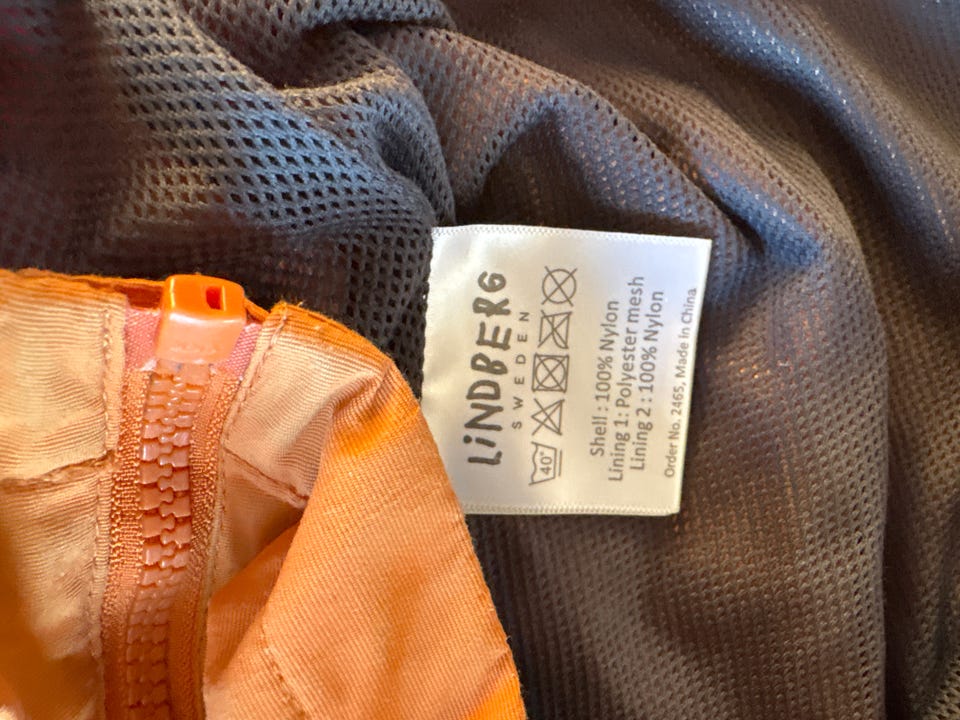 LiNDBERG
SWEDEN
40°
Shell : 100% Nylon
Lining 1: Polyester mesh
Lining 2 : 100% Nylon
Order No. 2465, Made in China